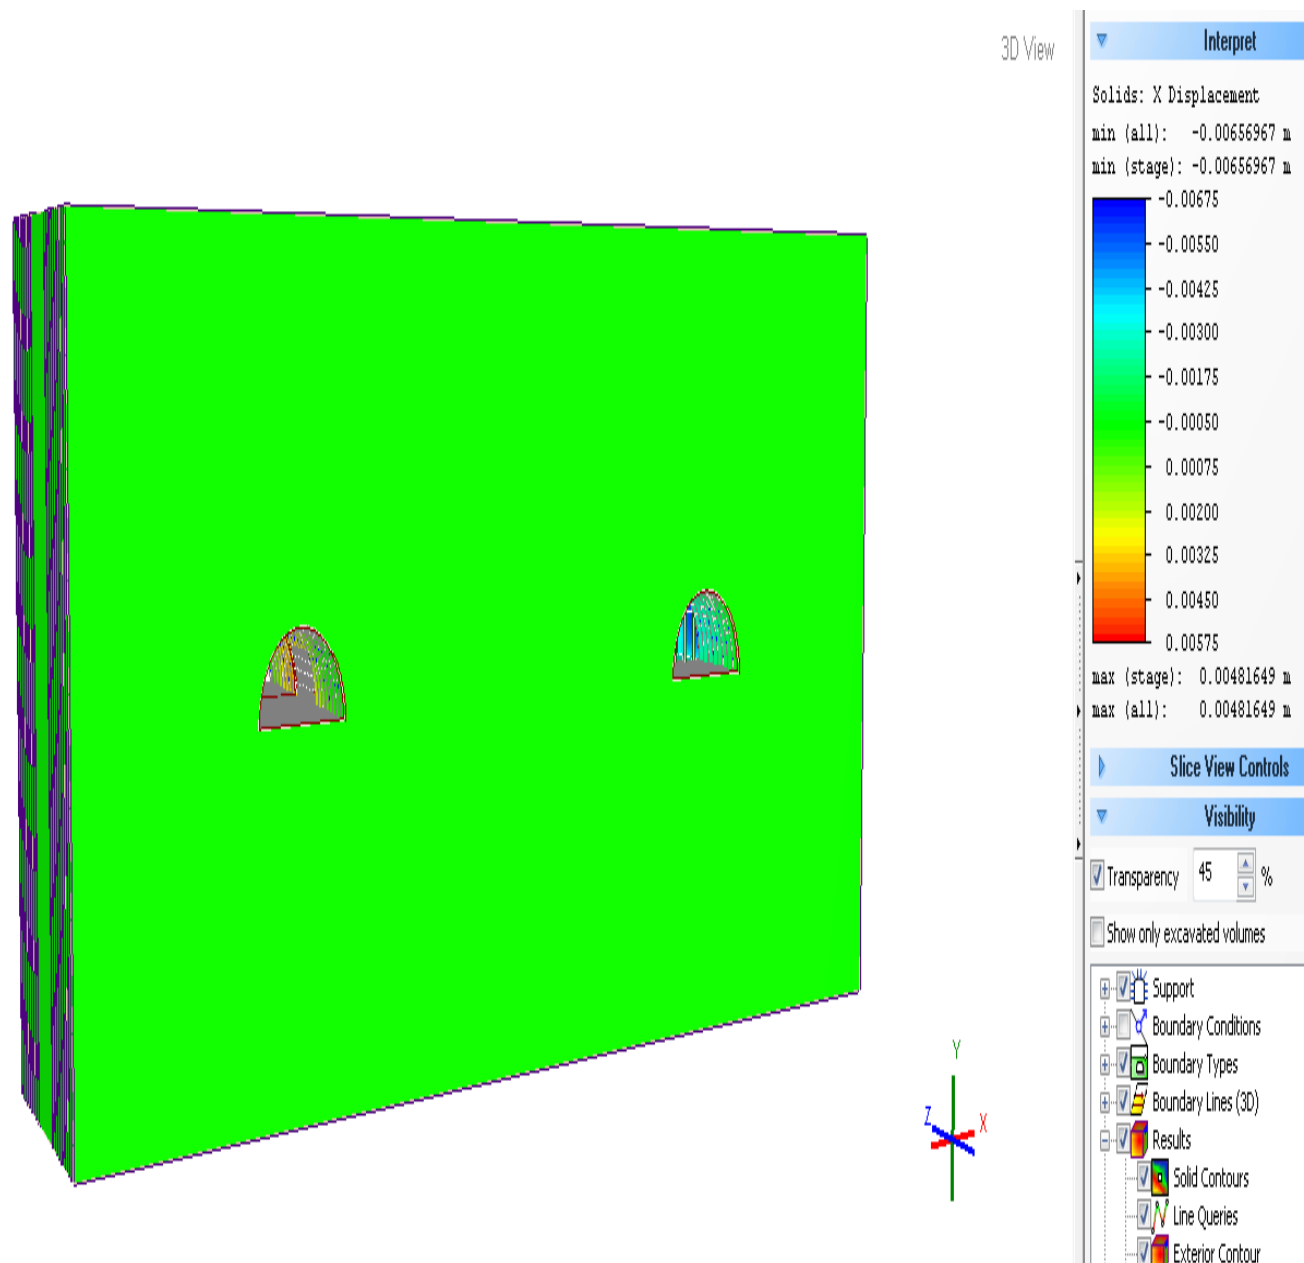 3D View
Interpret
Solids: X Displacement
min (all): -0.00656967 m
min (stage): -0.00656967 m
-0.00675
-0.00550
-0.00425
-0.00300
-0.00175
-0.00050
0.00075
0.00200
0.00325
0.00450
0.00575
max (stage): 0.00481649 m
max (all): 0.00481649 m
Slice View Controls
Visibility
Transparency 45 %
Show only excavated volumes
Support
Boundary Conditions
Boundary Types
Boundary Lines (3D)
Results
Solid Contours
Line Queries
Exterior Contour
Y
Z
X